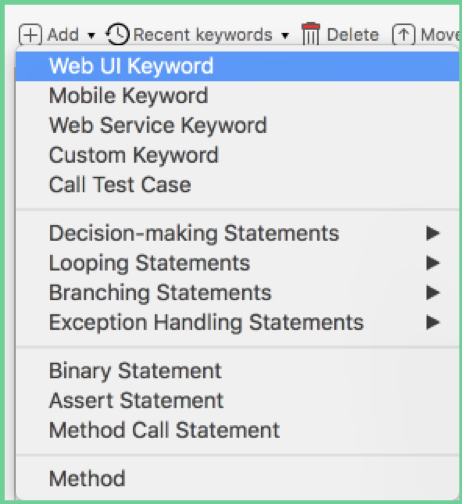 Add Recent keywords Delete Move
Web UI Keyword
Mobile Keyword
Web Service Keyword
Custom Keyword
Call Test Case
Decision-making Statements
Looping Statements
Branching Statements
Exception Handling Statements
Binary Statement
Assert Statement
Method Call Statement
Method